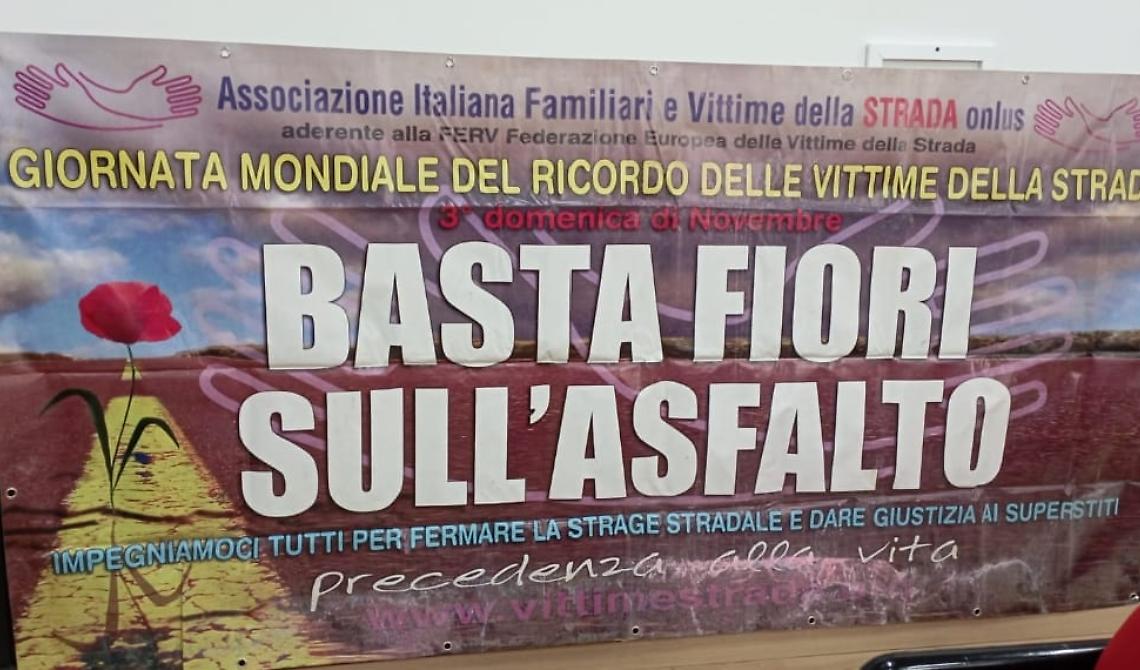 Associazione Italiana Familiari e Vittime della STRADA onlus
aderente alla FERV Federazione Europea delle Vittime della Strada
GIORNATA MONDIALE DEL RICORDO DELLE VITTIME DELLA STRAD
3° domenica di Novembre
BASTA FIORI
SULL'ASFALTO
IMPEGNIAMOCI TUTTI PER FERMARE LA STRAGE STRADALE E DARE GIUSTIZIA AI SUPERSTITI
precedenza alla vita